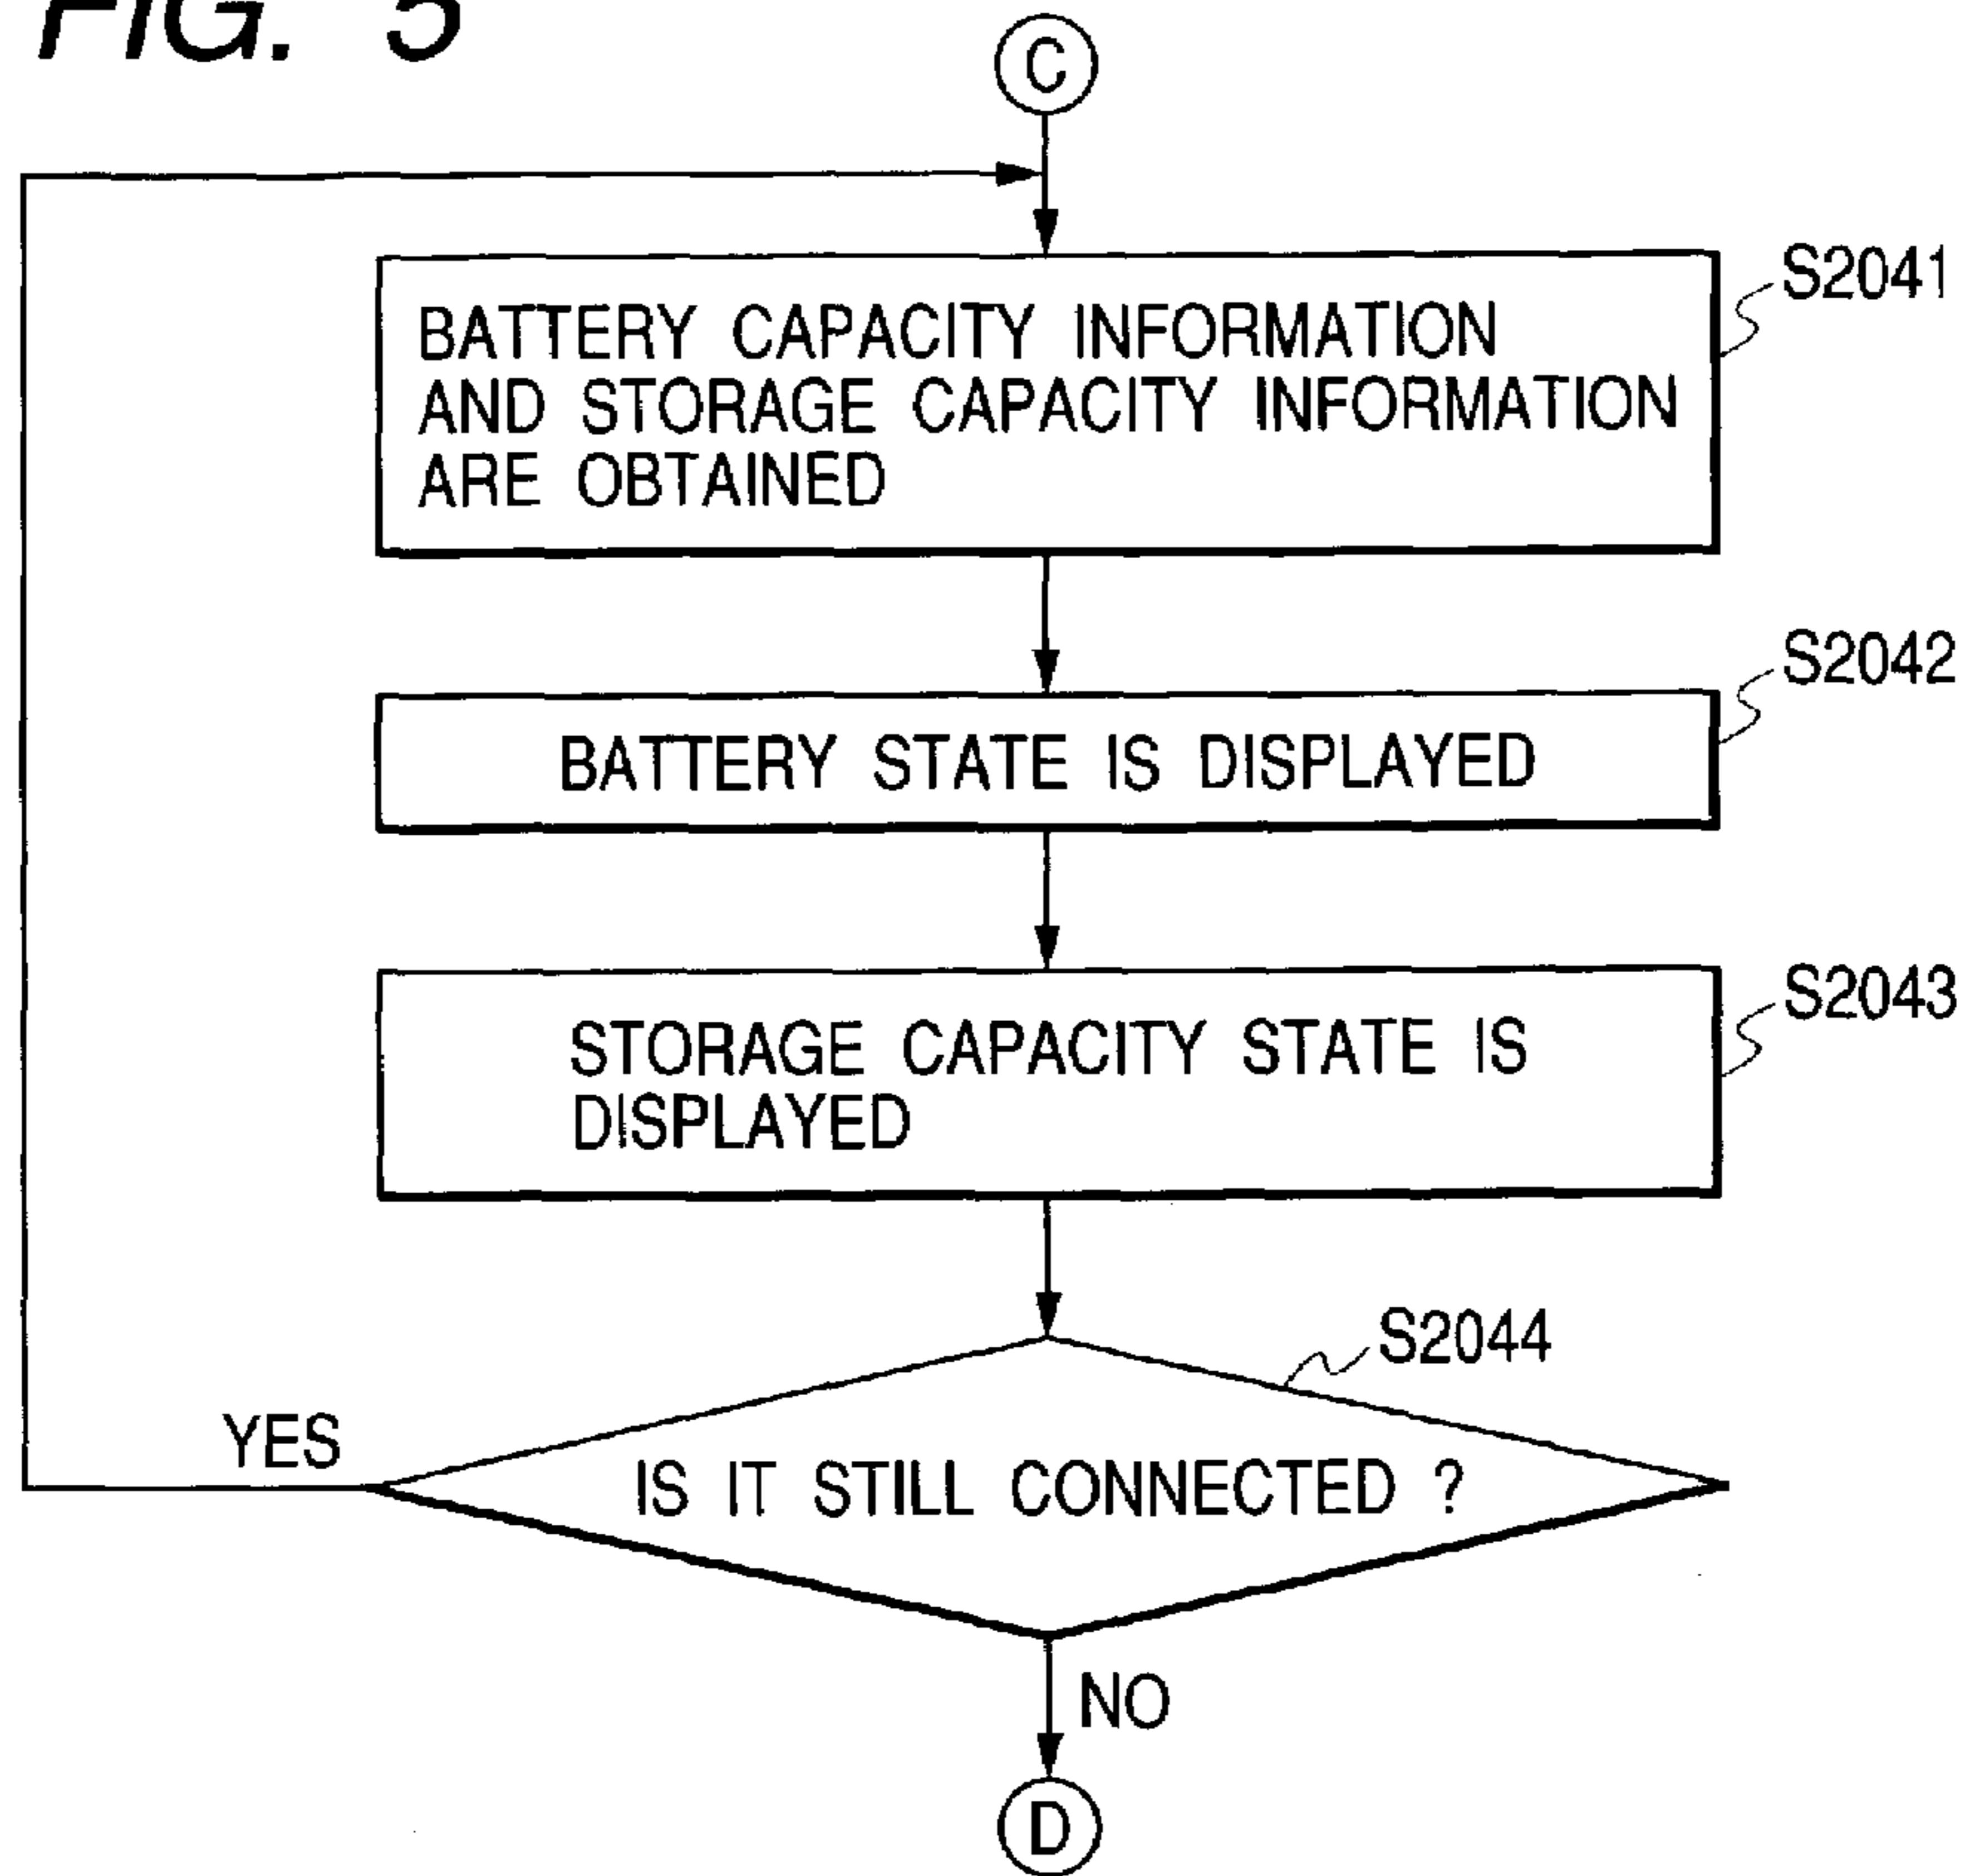 FIG. 5
C
BATTERY CAPACITY INFORMATION
AND STORAGE CAPACITY INFORMATION
ARE OBTAINED
S2041
BATTERY STATE IS DISPLAYED
S2042
STORAGE CAPACITY STATE IS
DISPLAYED
S2043
S2044
YES
IS IT STILL CONNECTED ?
NO
D